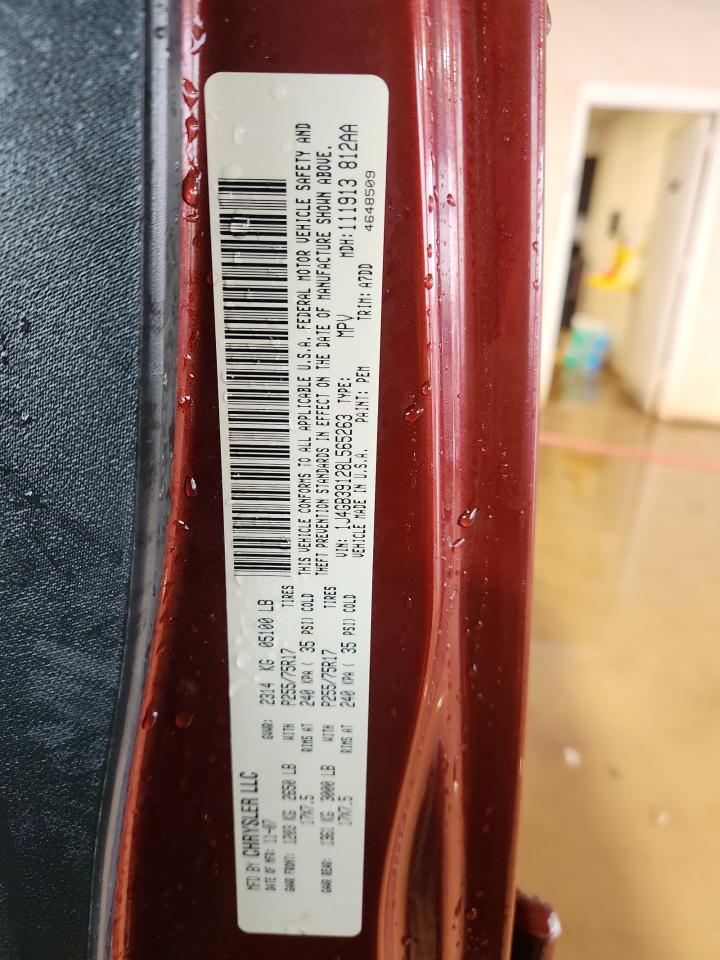 MFD BY CHRYSLER LLC
DATE OF MFR: 11-07 GVWR: 2314 KG 05100 LB
GAWR FRONT: 1202 KG 2650 LB WITH P255/75R17 TIRES
17X7.5 RIMS AT 240 KPA ( 35 PSI) COLD
GAWR REAR: 1361 KG 3000 LB WITH P255/75R17 TIRES
17X7.5 RIMS AT 240 KPA ( 35 PSI) COLD
THIS VEHICLE CONFORMS TO ALL APPLICABLE U.S.A. FEDERAL MOTOR VEHICLE SAFETY AND
THEFT PREVENTION STANDARDS IN EFFECT ON THE DATE OF MANUFACTURE SHOWN ABOVE.
VIN: 1J4GB39128L565263 TYPE: MPV MDH:111913 812AA
VEHICLE MADE IN U.S.A. PAINT: PEM TRIM: A7DD 4648509